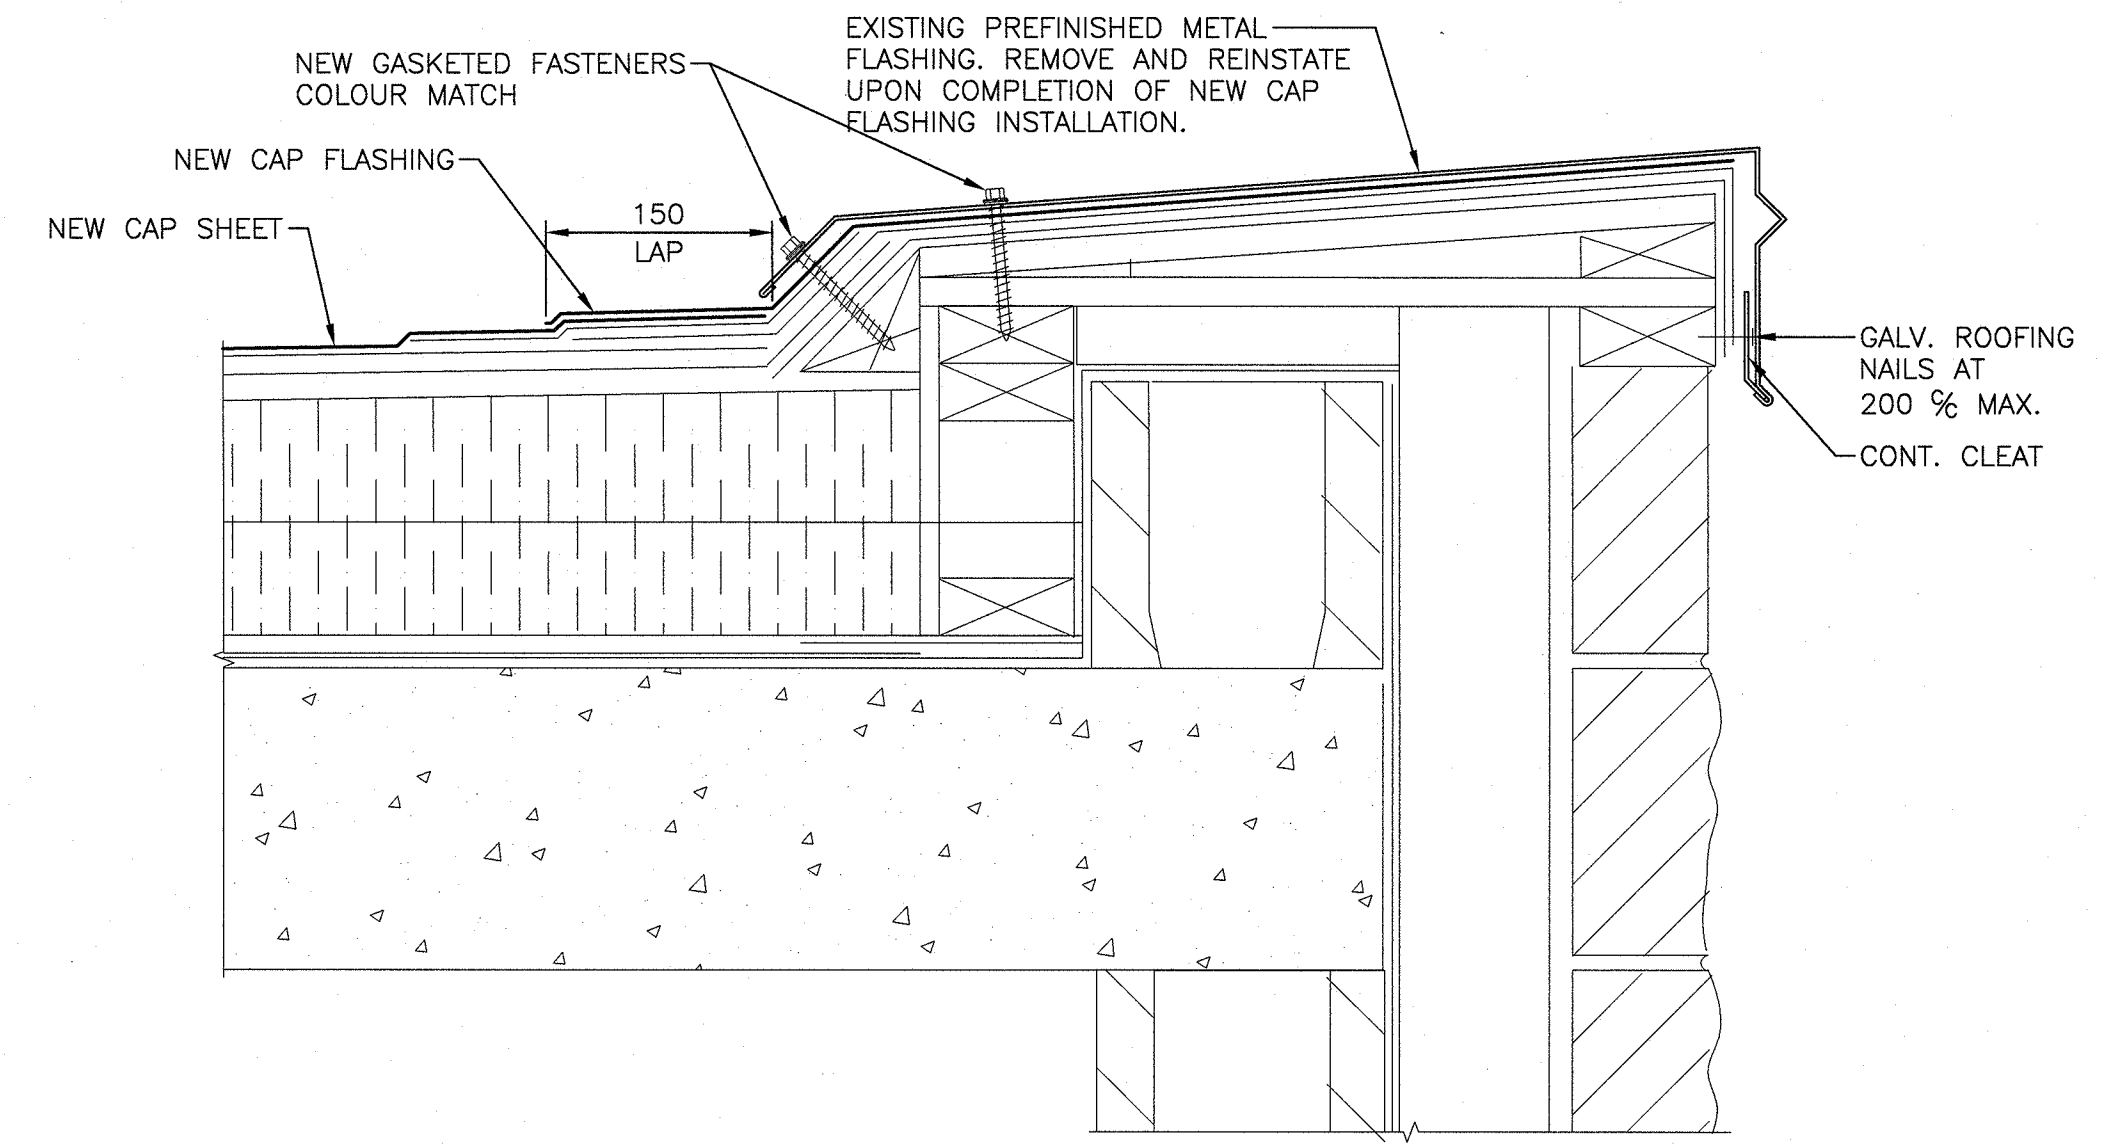 EXISTING PREFINISHED METAL
FLASHING. REMOVE AND REINSTATE
UPON COMPLETION OF NEW CAP
FLASHING INSTALLATION.
NEW GASKETED FASTENERS
COLOUR MATCH
NEW CAP FLASHING
NEW CAP SHEET
150
LAP
GALV. ROOFING
NAILS AT
200 ℅ MAX.
CONT. CLEAT